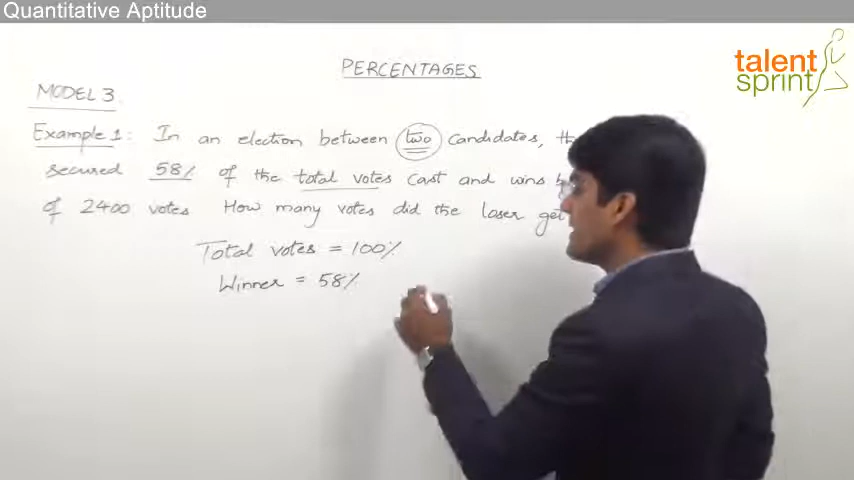 Quantitative Aptitude
talent
sprint
PERCENTAGES
MODEL 3
Example 1: In an election between two candidates,
secured 58% of the total votes cast and wins
of 2400 votes How many votes did the loser get
Total votes = 100%
Winner = 58%